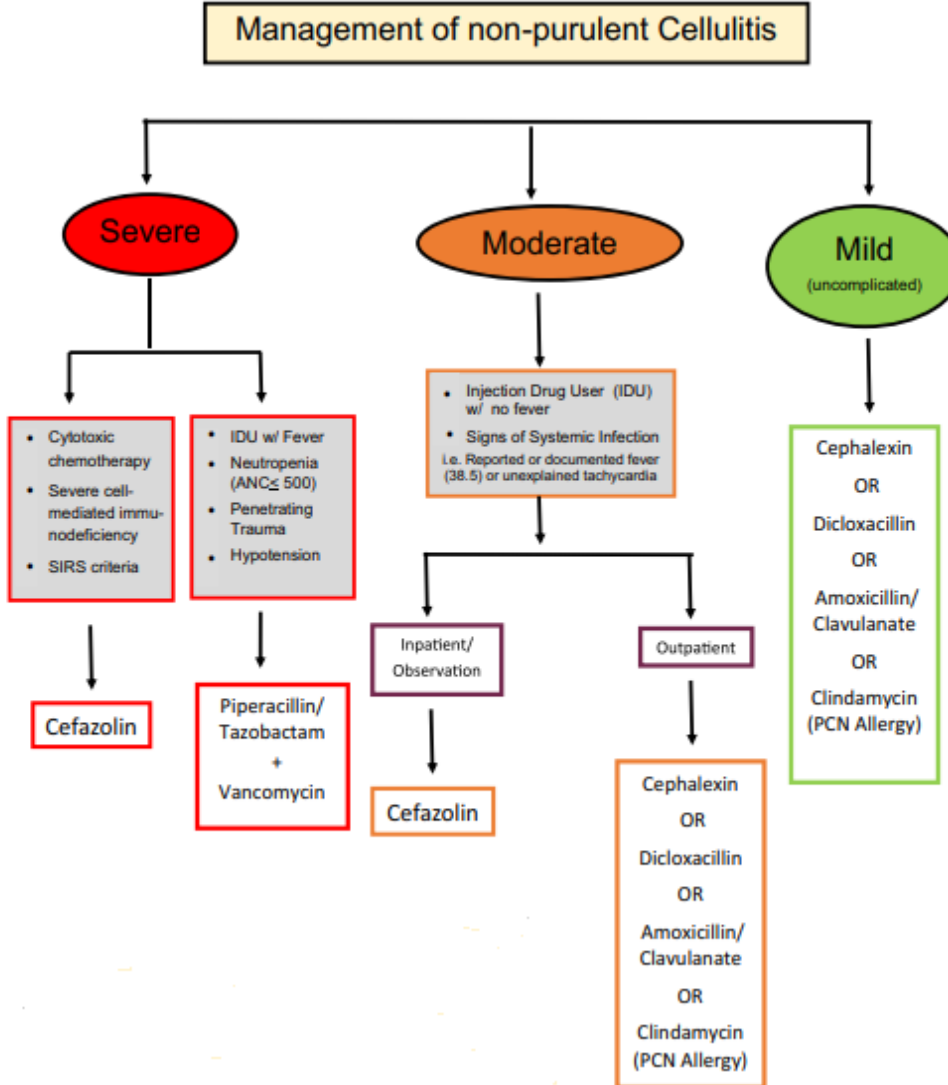 Management of non-purulent Cellulitis
Severe
Moderate
Mild
(uncomplicated)
• Cytotoxic
chemotherapy
• Severe cell-
mediated immu-
nodeficiency
• SIRS criteria
• IDU w/ Fever
• Neutropenia
(ANC≤ 500)
• Penetrating
Trauma
• Hypotension
• Injection Drug User (IDU)
w/ no fever
• Signs of Systemic Infection
i.e. Reported or documented fever
(38.5) or unexplained tachycardia
Cefazolin
Piperacillin/
Tazobactam
+
Vancomycin
Inpatient/
Observation
Outpatient
Cefazolin
Cephalexin
OR
Dicloxacillin
OR
Amoxicillin/
Clavulanate
OR
Clindamycin
(PCN Allergy)
Cephalexin
OR
Dicloxacillin
OR
Amoxicillin/
Clavulanate
OR
Clindamycin
(PCN Allergy)